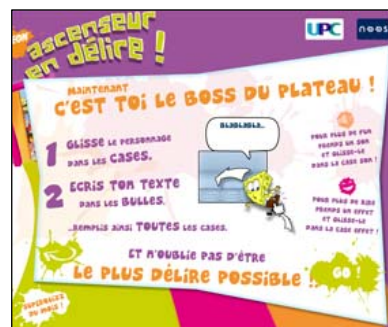 ascenseur
en délire !
UPC
noos
MAINTENANT
C'EST TOI LE BOSS DU PLATEAU !
1 GLISSE LE PERSONNAGE
DANS LES CASES.
2 ECRIS TON TEXTE
DANS LES BULLES.
...REMPLIS AINSI TOUTES LES CASES.
BLABLABLA...
POUR PLUS DE FUN
PRENDS UN SON
ET GLISSE-LE
DANS LA CASE SON !
POUR PLUS DE RIRE
PRENDS UN EFFET
ET GLISSE-LE
DANS LA CASE EFFET !
ET N'OUBLIE PAS D'ÊTRE
LE PLUS DÉLIRE POSSIBLE !
GO !
DU MOIS !